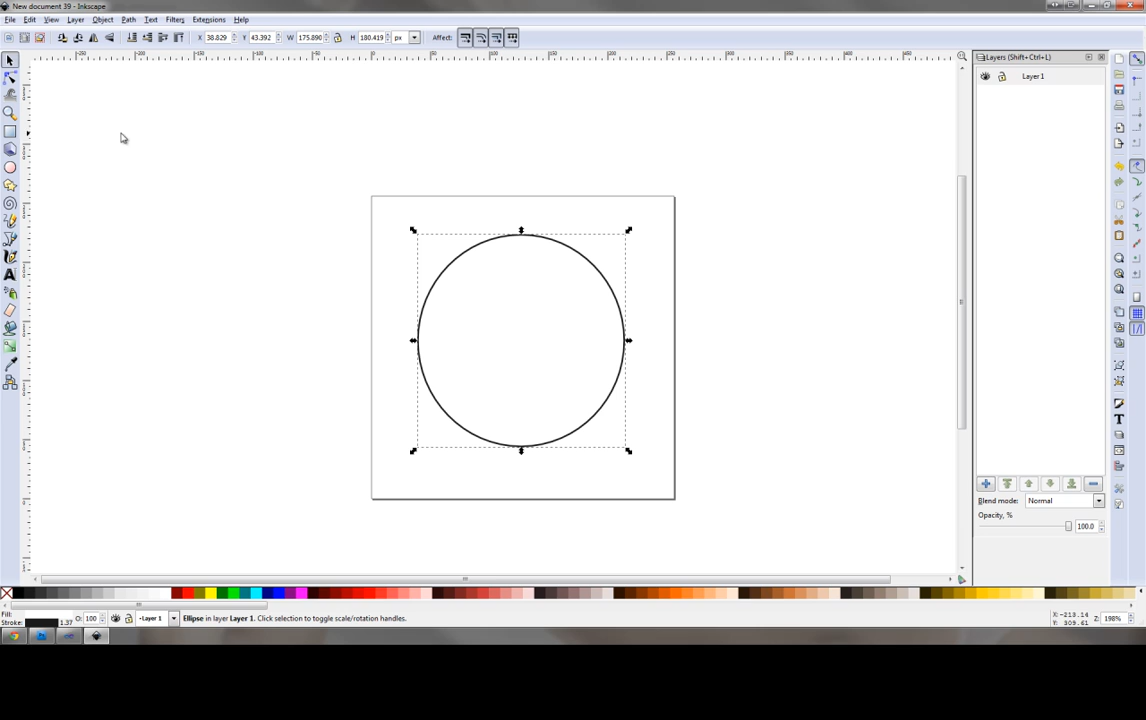 New document 39 - Inkscape
File Edit View Layer Object Path Text Filters Extensions Help
X 38.829 Y 43.392 W 175.890 H 180.419 px Affect:
Layers (Shift+Ctrl+L)
Layer 1
Blend mode: Normal
Opacity, %
100.0
Fill:
Stroke: 1.37 O: 100 -Layer 1 Ellipse in layer Layer 1. Click selection to toggle scale/rotation handles.
X: -213.14
Y: 309.61
Z: 198%